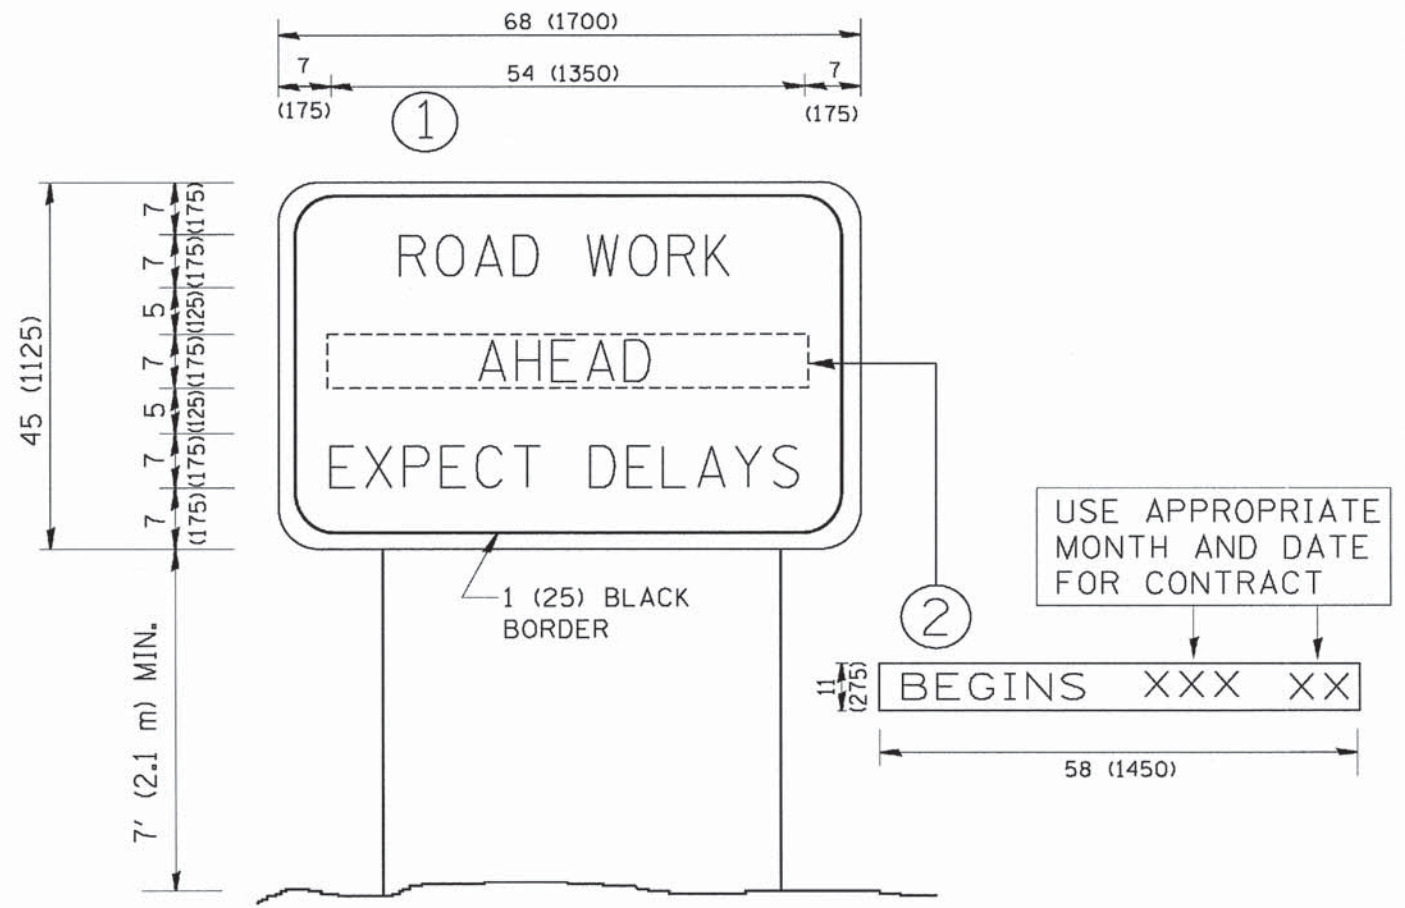 68 (1700)
7
54 (1350)
7
(175)
(175)
1
45 (1125)
7
(175)
7
(175)
5
(125)
7
(175)
5
(125)
7
(175)
7
(175)
ROAD WORK
AHEAD
EXPECT DELAYS
1 (25) BLACK
BORDER
7' (2.1 m) MIN.
USE APPROPRIATE
MONTH AND DATE
FOR CONTRACT
2
11
(275)
BEGINS XXX XX
58 (1450)